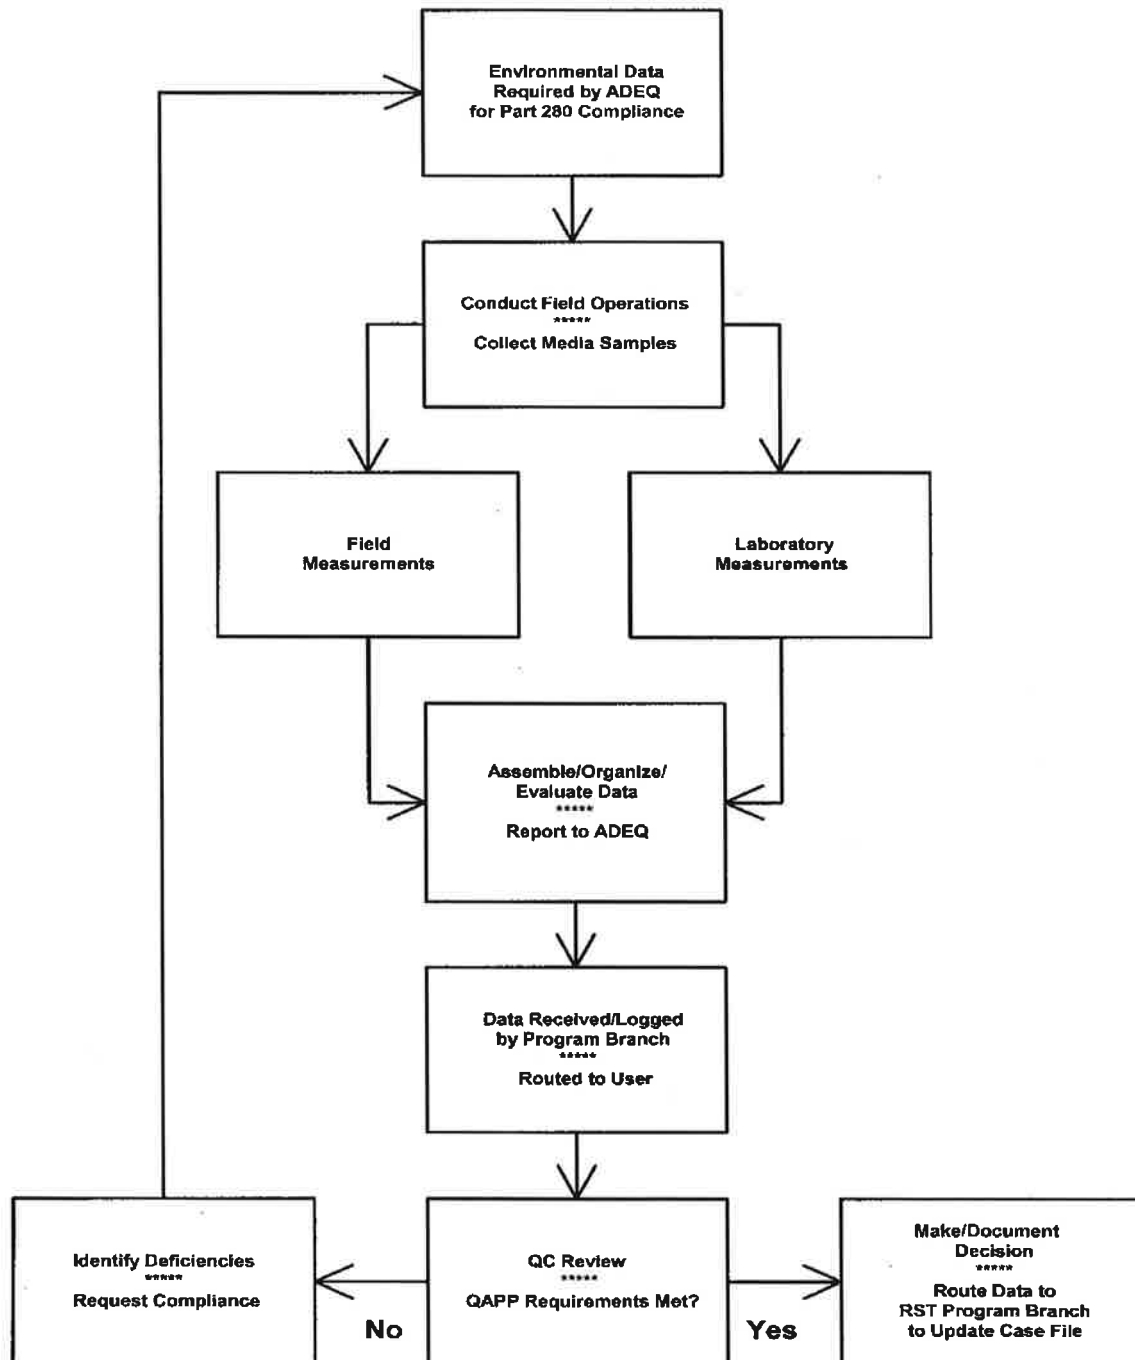 Environmental Data
Required by ADEQ
for Part 280 Compliance
Conduct Field Operations
*****
Collect Media Samples
Field
Measurements
Laboratory
Measurements
Assemble/Organize/
Evaluate Data
*****
Report to ADEQ
Data Received/Logged
by Program Branch
*****
Routed to User
Identify Deficiencies
*****
Request Compliance
No
QC Review
*****
QAPP Requirements Met?
Yes
Make/Document
Decision
*****
Route Data to
RST Program Branch
to Update Case File